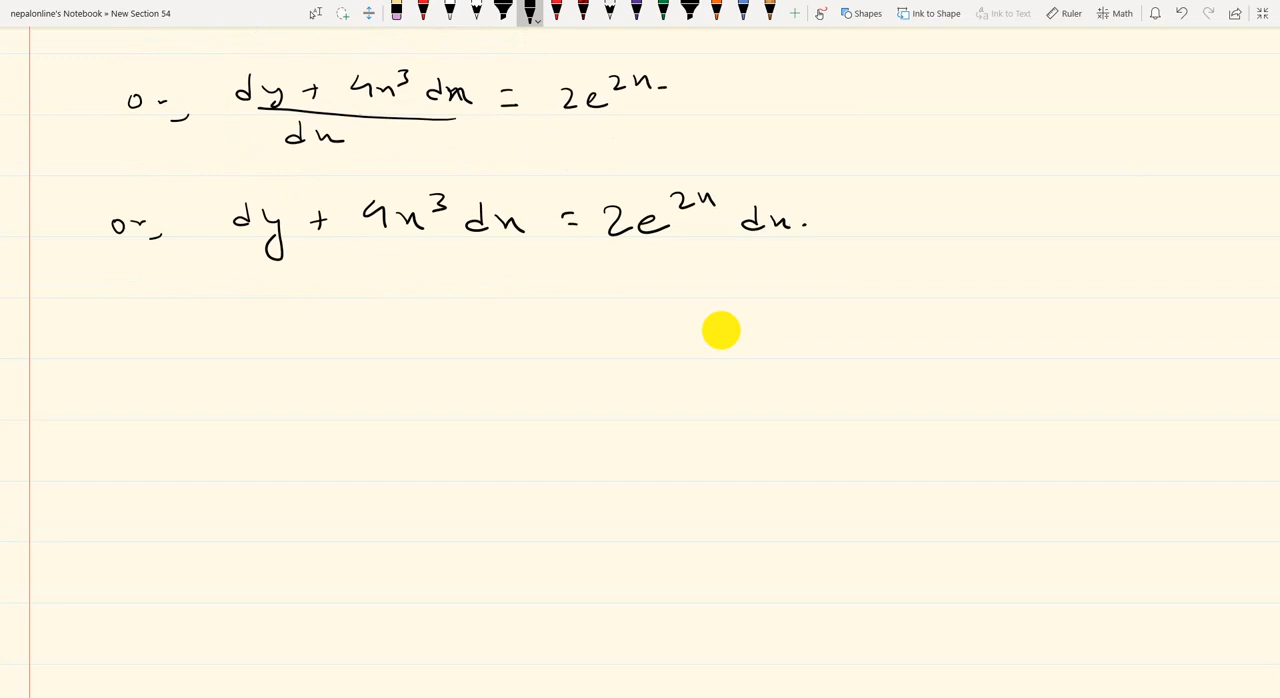 nepalonline's Notebook » New Section 54
Shapes Ink to Shape Ink to Text Ruler Math
or, dy + 4x³ dx = 2e²ˣ.
dx
or, dy + 4x³ dx = 2e²ˣ dx.